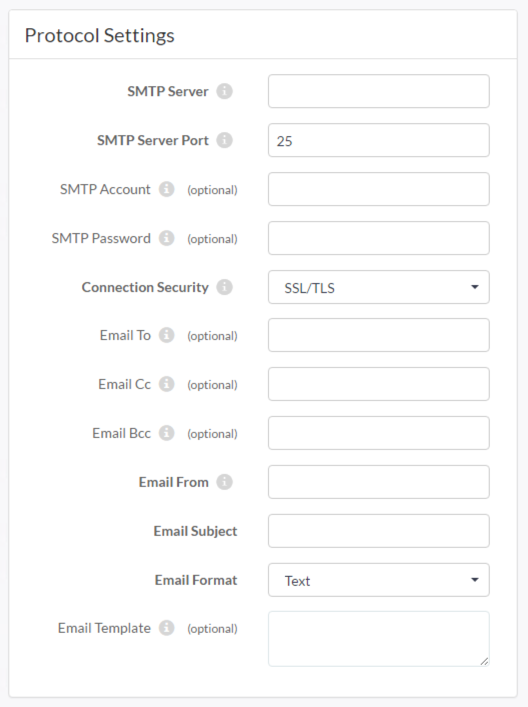 Protocol Settings
SMTP Server
SMTP Server Port 25
SMTP Account (optional)
SMTP Password (optional)
Connection Security SSL/TLS
Email To (optional)
Email Cc (optional)
Email Bcc (optional)
Email From
Email Subject
Email Format Text
Email Template (optional)